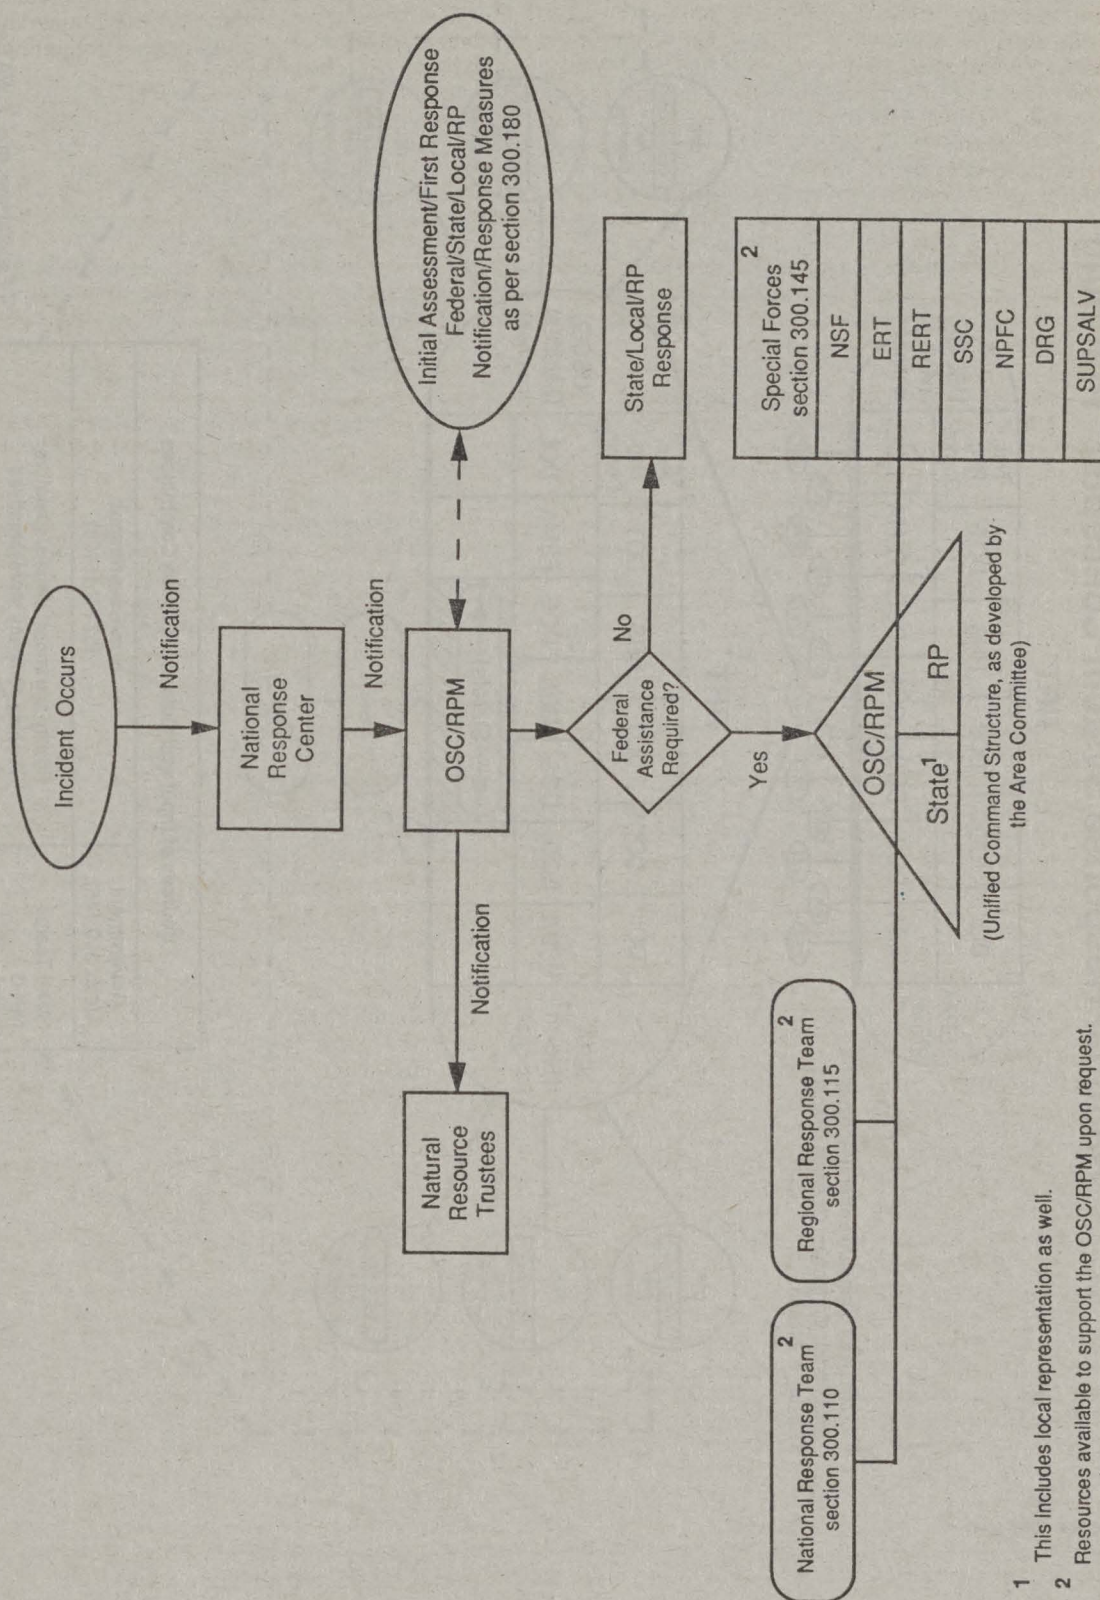 Incident Occurs
Notification
National
Response
Center
Notification
Initial Assessment/First Response
Federal/State/Local/RP
Notification/Response Measures
as per section 300.180
OSC/RPM
Notification
Natural
Resource
Trustees
Federal
Assistance
Required?
No
State/Local/RP
Response
Yes
OSC/RPM
State1
RP
(Unified Command Structure, as developed by
the Area Committee)
National Response Team 2
section 300.110
Regional Response Team 2
section 300.115
Special Forces 2
section 300.145
NSF
ERT
RERT
SSC
NPFC
DRG
SUPSALV
1 This includes local representation as well.
2 Resources available to support the OSC/RPM upon request.